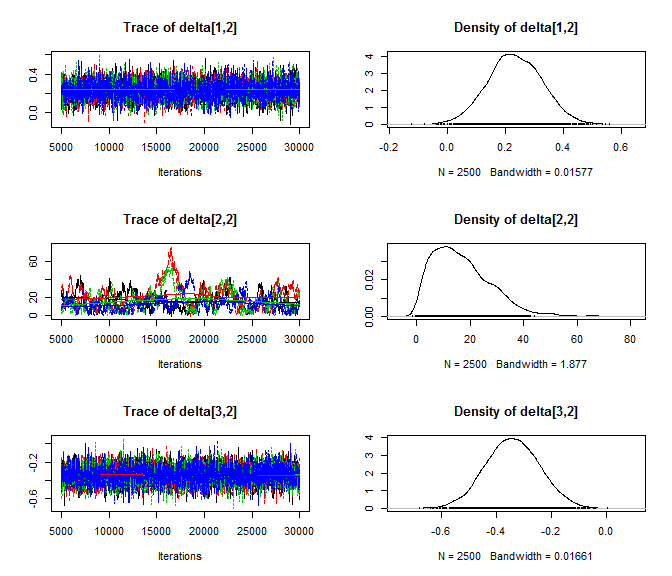 Trace of delta[1,2]
0.0 0.4
5000 10000 15000 20000 25000 30000
Iterations
Density of delta[1,2]
0 1 2 3 4
-0.2 0.0 0.2 0.4 0.6
N = 2500 Bandwidth = 0.01577
Trace of delta[2,2]
0 20 60
5000 10000 15000 20000 25000 30000
Iterations
Density of delta[2,2]
0.00 0.02
0 20 40 60 80
N = 2500 Bandwidth = 1.877
Trace of delta[3,2]
-0.6 -0.2
5000 10000 15000 20000 25000 30000
Iterations
Density of delta[3,2]
0 1 2 3 4
-0.6 -0.4 -0.2 0.0
N = 2500 Bandwidth = 0.01661